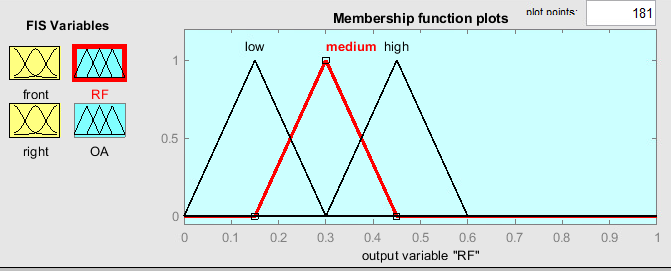 FIS Variables
front
RF
right
OA
plot points:
181
Membership function plots
low
medium
high
1
0.5
0
0
0.1
0.2
0.3
0.4
0.5
0.6
0.7
0.8
0.9
1
output variable "RF"